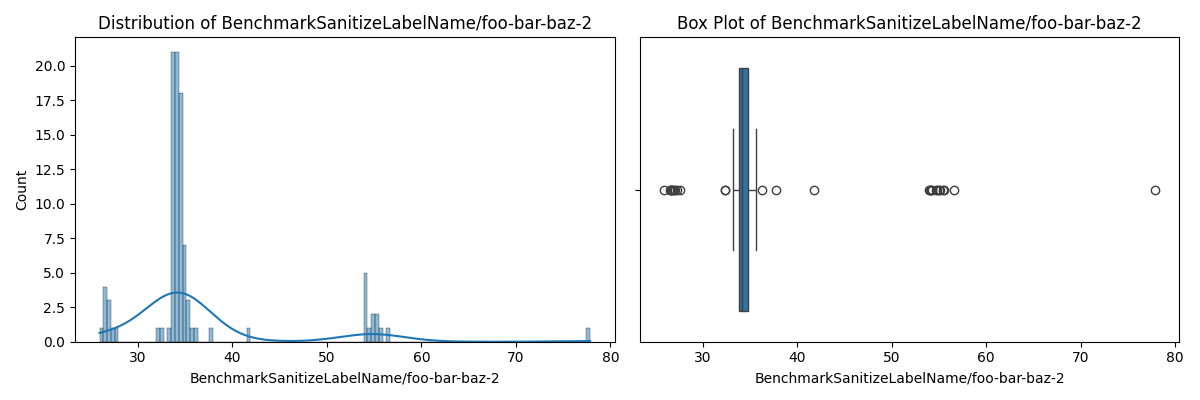 Distribution of BenchmarkSanitizeLabelName/foo-bar-baz-2
Count
20.0
17.5
15.0
12.5
10.0
7.5
5.0
2.5
0.0
30 40 50 60 70 80
BenchmarkSanitizeLabelName/foo-bar-baz-2
Box Plot of BenchmarkSanitizeLabelName/foo-bar-baz-2
30 40 50 60 70 80
BenchmarkSanitizeLabelName/foo-bar-baz-2